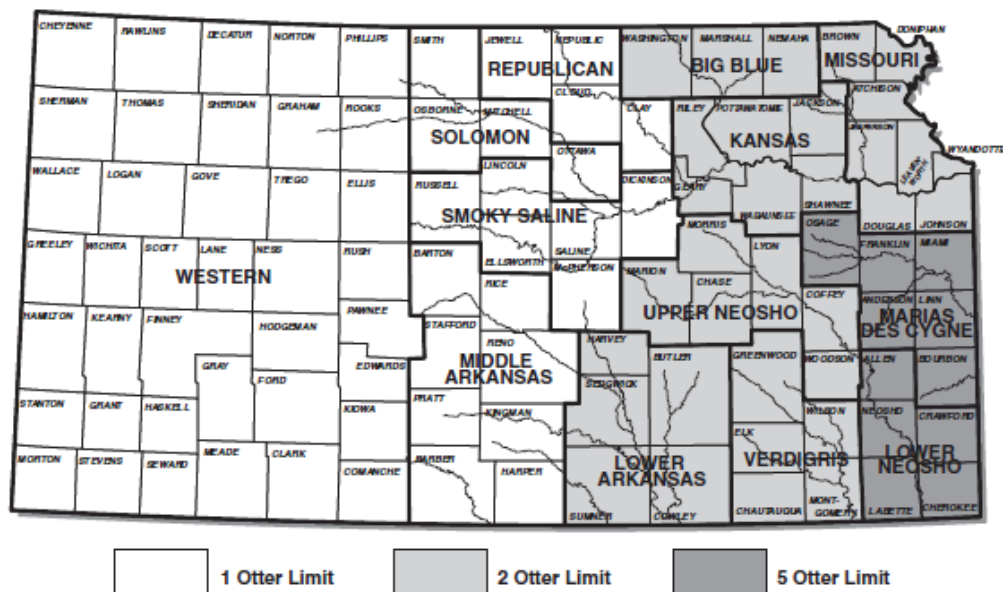 CHEYENNE
RAWLINS
DECATUR
NORTON
PHILLIPS
SMITH
JEWELL
REPUBLIC
WASHINGTON
MARSHALL
NEMAHA
BROWN
DONIPHAN
REPUBLICAN
BIG BLUE
MISSOURI
SHERMAN
THOMAS
SHERIDAN
GRAHAM
ROOKS
OSBORNE
MITCHELL
CLOUD
CLAY
RILEY
POTTAWATOMIE
JACKSON
ATCHISON
JEFFERSON
LEAVEN
WORTH
WYANDOTTE
SOLOMON
KANSAS
WALLACE
LOGAN
GOVE
TREGO
ELLIS
RUSSELL
LINCOLN
OTTAWA
DICKINSON
GEARY
WABAUNSEE
SHAWNEE
DOUGLAS
JOHNSON
SMOKY SALINE
SALINE
MORRIS
OSAGE
GREELEY
WICHITA
SCOTT
LANE
NESS
RUSH
BARTON
ELLSWORTH
McPHERSON
MARION
CHASE
LYON
FRANKLIN
MIAMI
WESTERN
RICE
COFFEY
ANDERSON
LINN
UPPER NEOSHO
MARIAS
DES CYGNE
HAMILTON
KEARNY
FINNEY
HODGEMAN
PAWNEE
STAFFORD
RENO
HARVEY
BUTLER
GREENWOOD
WOODSON
ALLEN
BOURBON
MIDDLE
ARKANSAS
GRAY
FORD
EDWARDS
SEDGWICK
STANTON
GRANT
HASKELL
KIOWA
PRATT
KINGMAN
ELK
WILSON
NEOSHO
CRAWFORD
MORTON
STEVENS
SEWARD
MEADE
CLARK
COMANCHE
BARBER
HARPER
SUMNER
COWLEY
LOWER
ARKANSAS
VERDIGRIS
LOWER
NEOSHO
CHAUTAUQUA
MONT-
GOMERY
LABETTE
CHEROKEE
1 Otter Limit
2 Otter Limit
5 Otter Limit